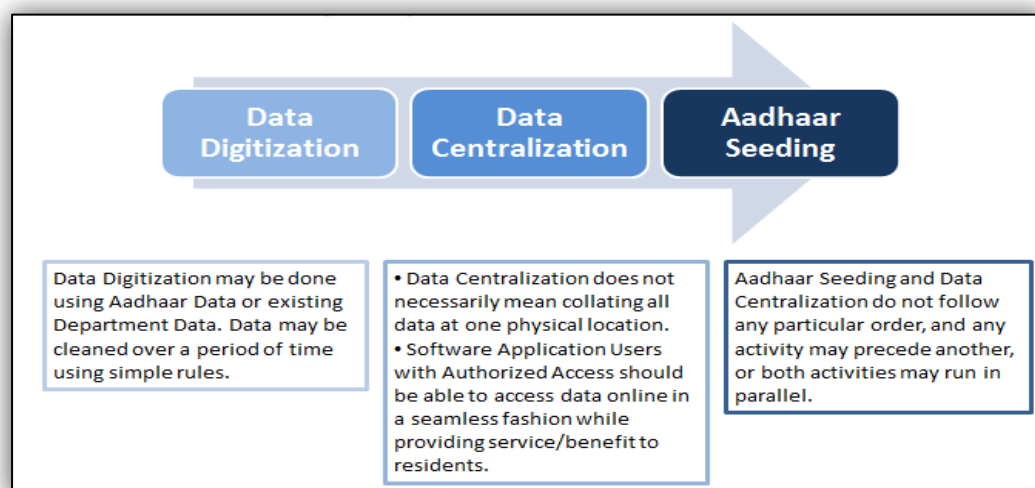 Data
Digitization
Data
Centralization
Aadhaar
Seeding
Data Digitization may be done
using Aadhaar Data or existing
Department Data. Data may be
cleaned over a period of time
using simple rules.
• Data Centralization does not
necessarily mean collating all
data at one physical location.
• Software Application Users
with Authorized Access should
be able to access data online in
a seamless fashion while
providing service/benefit to
residents.
Aadhaar Seeding and Data
Centralization do not follow
any particular order, and any
activity may precede another,
or both activities may run in
parallel.